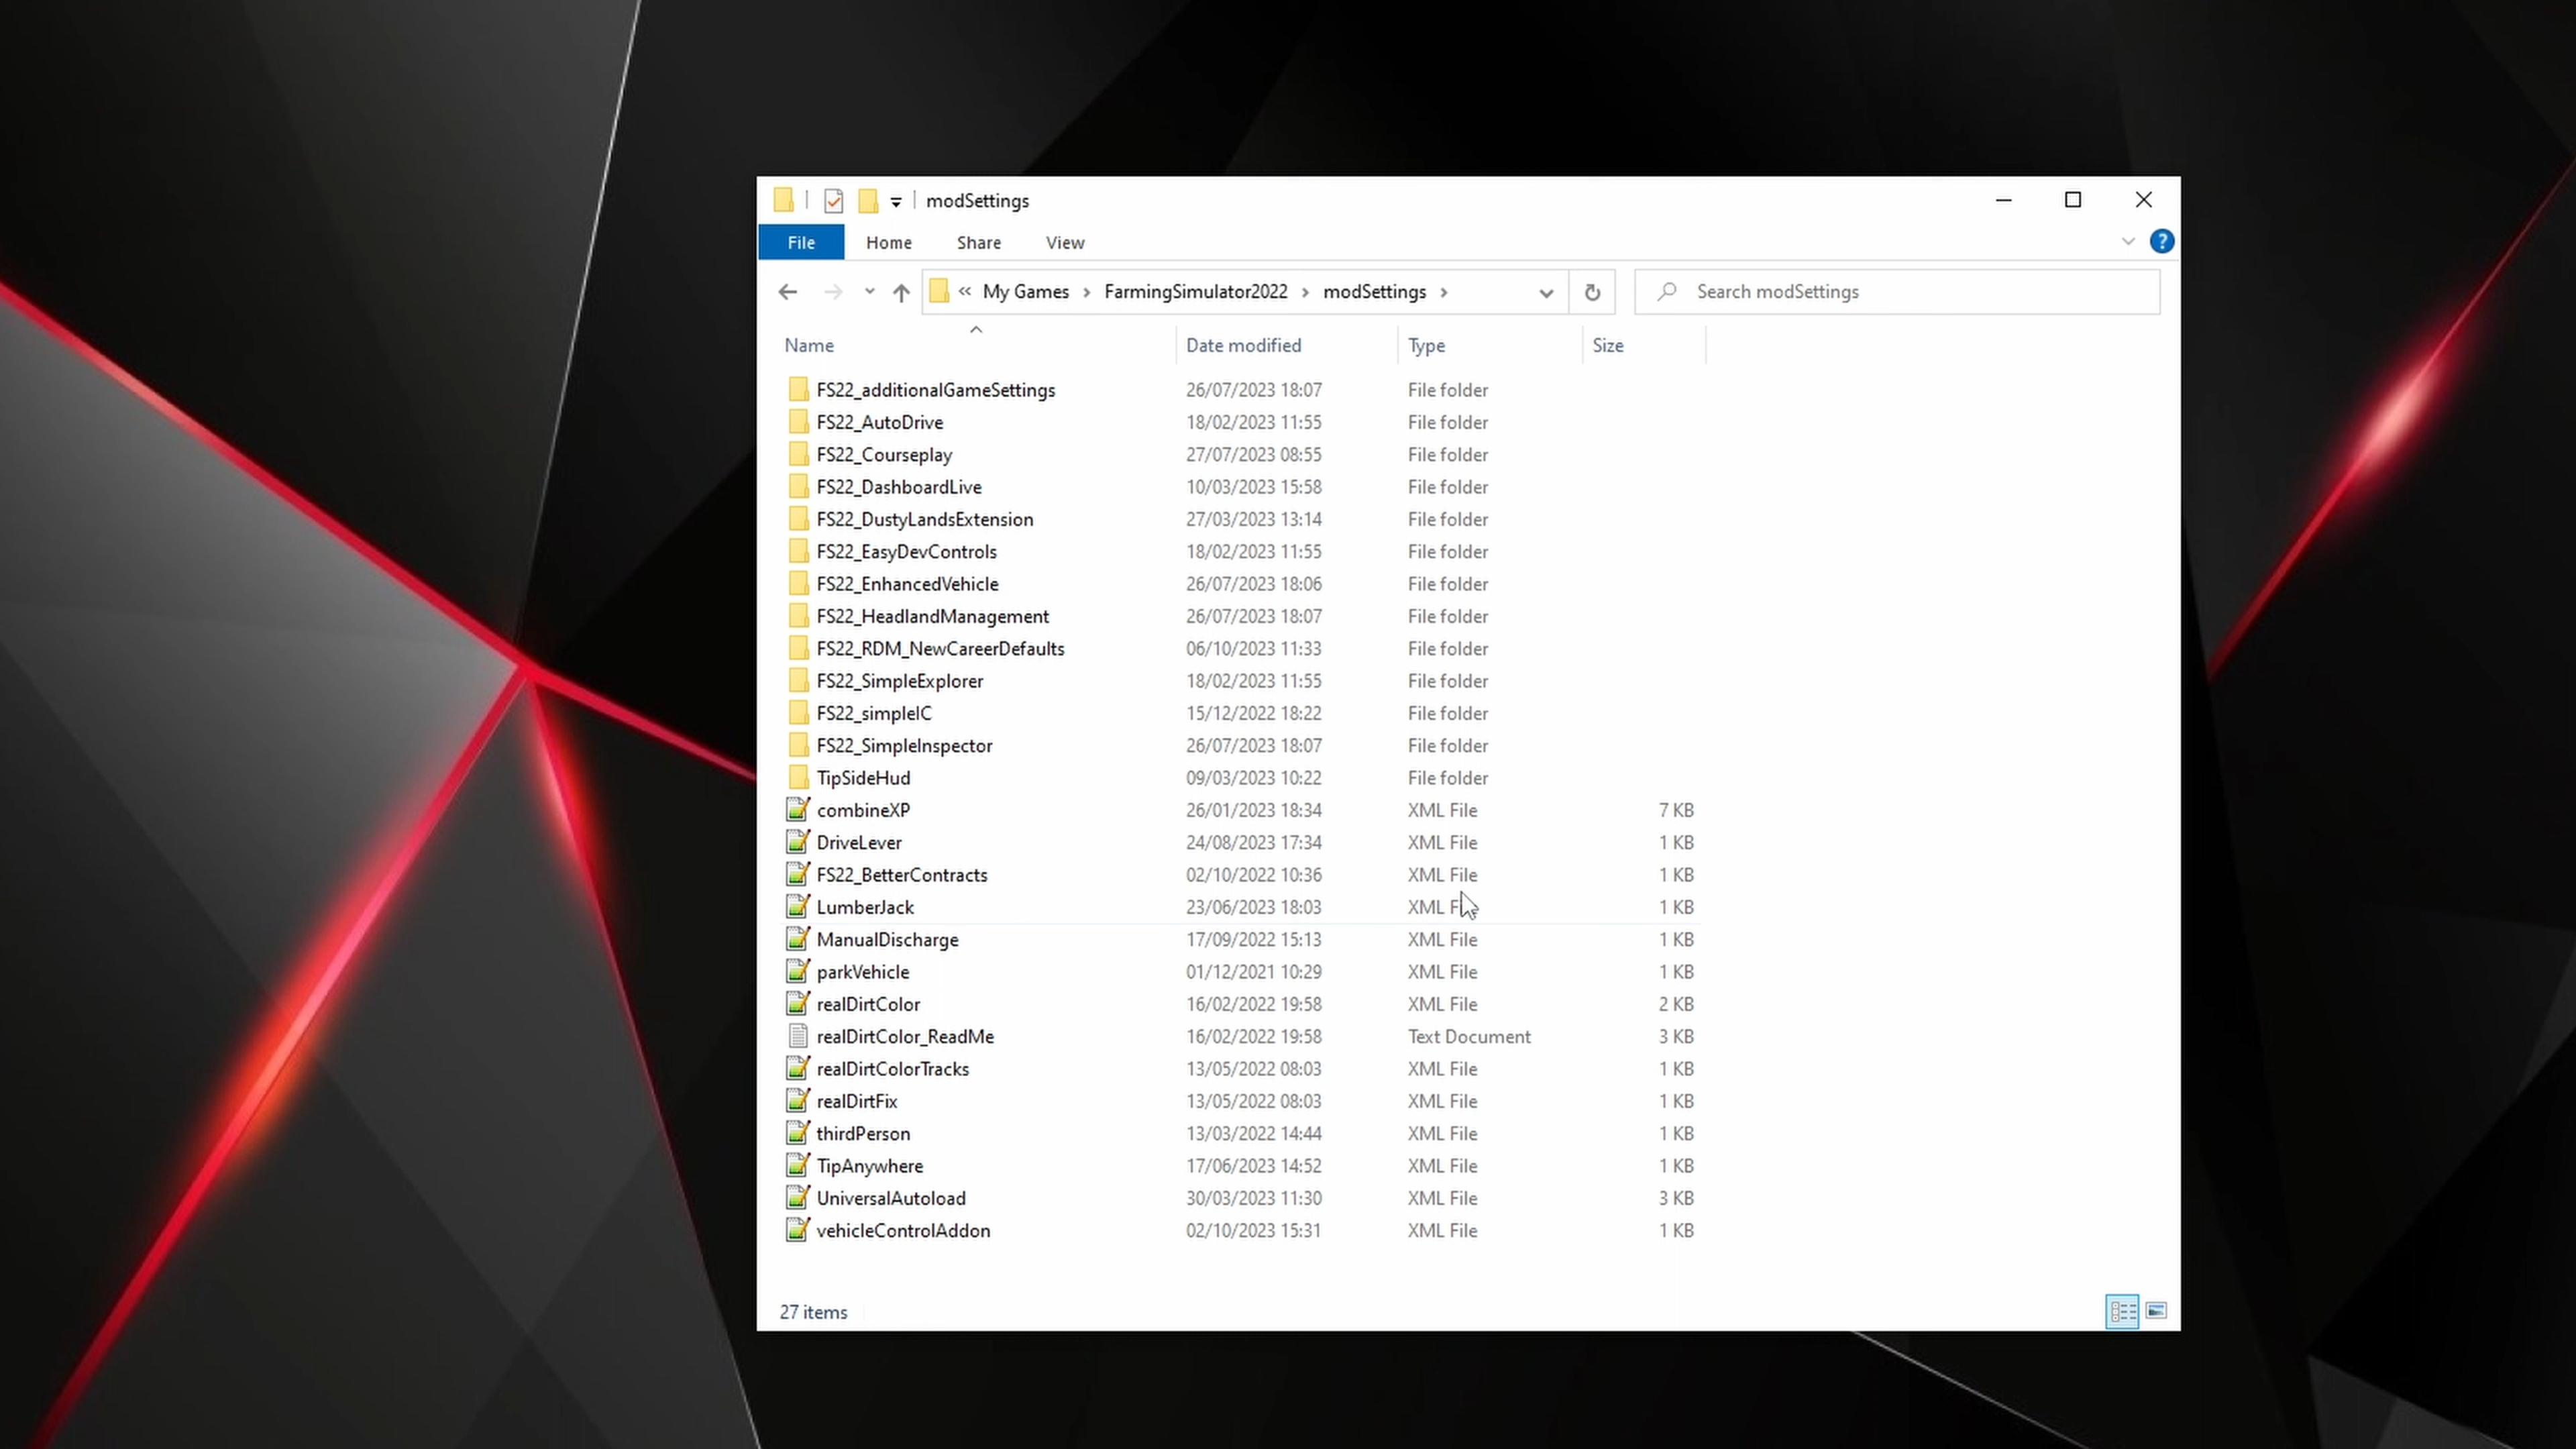 modSettings
File Home Share View
« My Games › FarmingSimulator2022 › modSettings › Search modSettings
Name Date modified Type Size
FS22_additionalGameSettings 26/07/2023 18:07 File folder
FS22_AutoDrive 18/02/2023 11:55 File folder
FS22_Courseplay 27/07/2023 08:55 File folder
FS22_DashboardLive 10/03/2023 15:58 File folder
FS22_DustyLandsExtension 27/03/2023 13:14 File folder
FS22_EasyDevControls 18/02/2023 11:55 File folder
FS22_EnhancedVehicle 26/07/2023 18:06 File folder
FS22_HeadlandManagement 26/07/2023 18:07 File folder
FS22_RDM_NewCareerDefaults 06/10/2023 11:33 File folder
FS22_SimpleExplorer 18/02/2023 11:55 File folder
FS22_simpleIC 15/12/2022 18:22 File folder
FS22_SimpleInspector 26/07/2023 18:07 File folder
TipSideHud 09/03/2023 10:22 File folder
combineXP 26/01/2023 18:34 XML File 7 KB
DriveLever 24/08/2023 17:34 XML File 1 KB
FS22_BetterContracts 02/10/2022 10:36 XML File 1 KB
LumberJack 23/06/2023 18:03 XML File 1 KB
ManualDischarge 17/09/2022 15:13 XML File 1 KB
parkVehicle 01/12/2021 10:29 XML File 1 KB
realDirtColor 16/02/2022 19:58 XML File 2 KB
realDirtColor_ReadMe 16/02/2022 19:58 Text Document 3 KB
realDirtColorTracks 13/05/2022 08:03 XML File 1 KB
realDirtFix 13/05/2022 08:03 XML File 1 KB
thirdPerson 13/03/2022 14:44 XML File 1 KB
TipAnywhere 17/06/2023 14:52 XML File 1 KB
UniversalAutoload 30/03/2023 11:30 XML File 3 KB
vehicleControlAddon 02/10/2023 15:31 XML File 1 KB
27 items